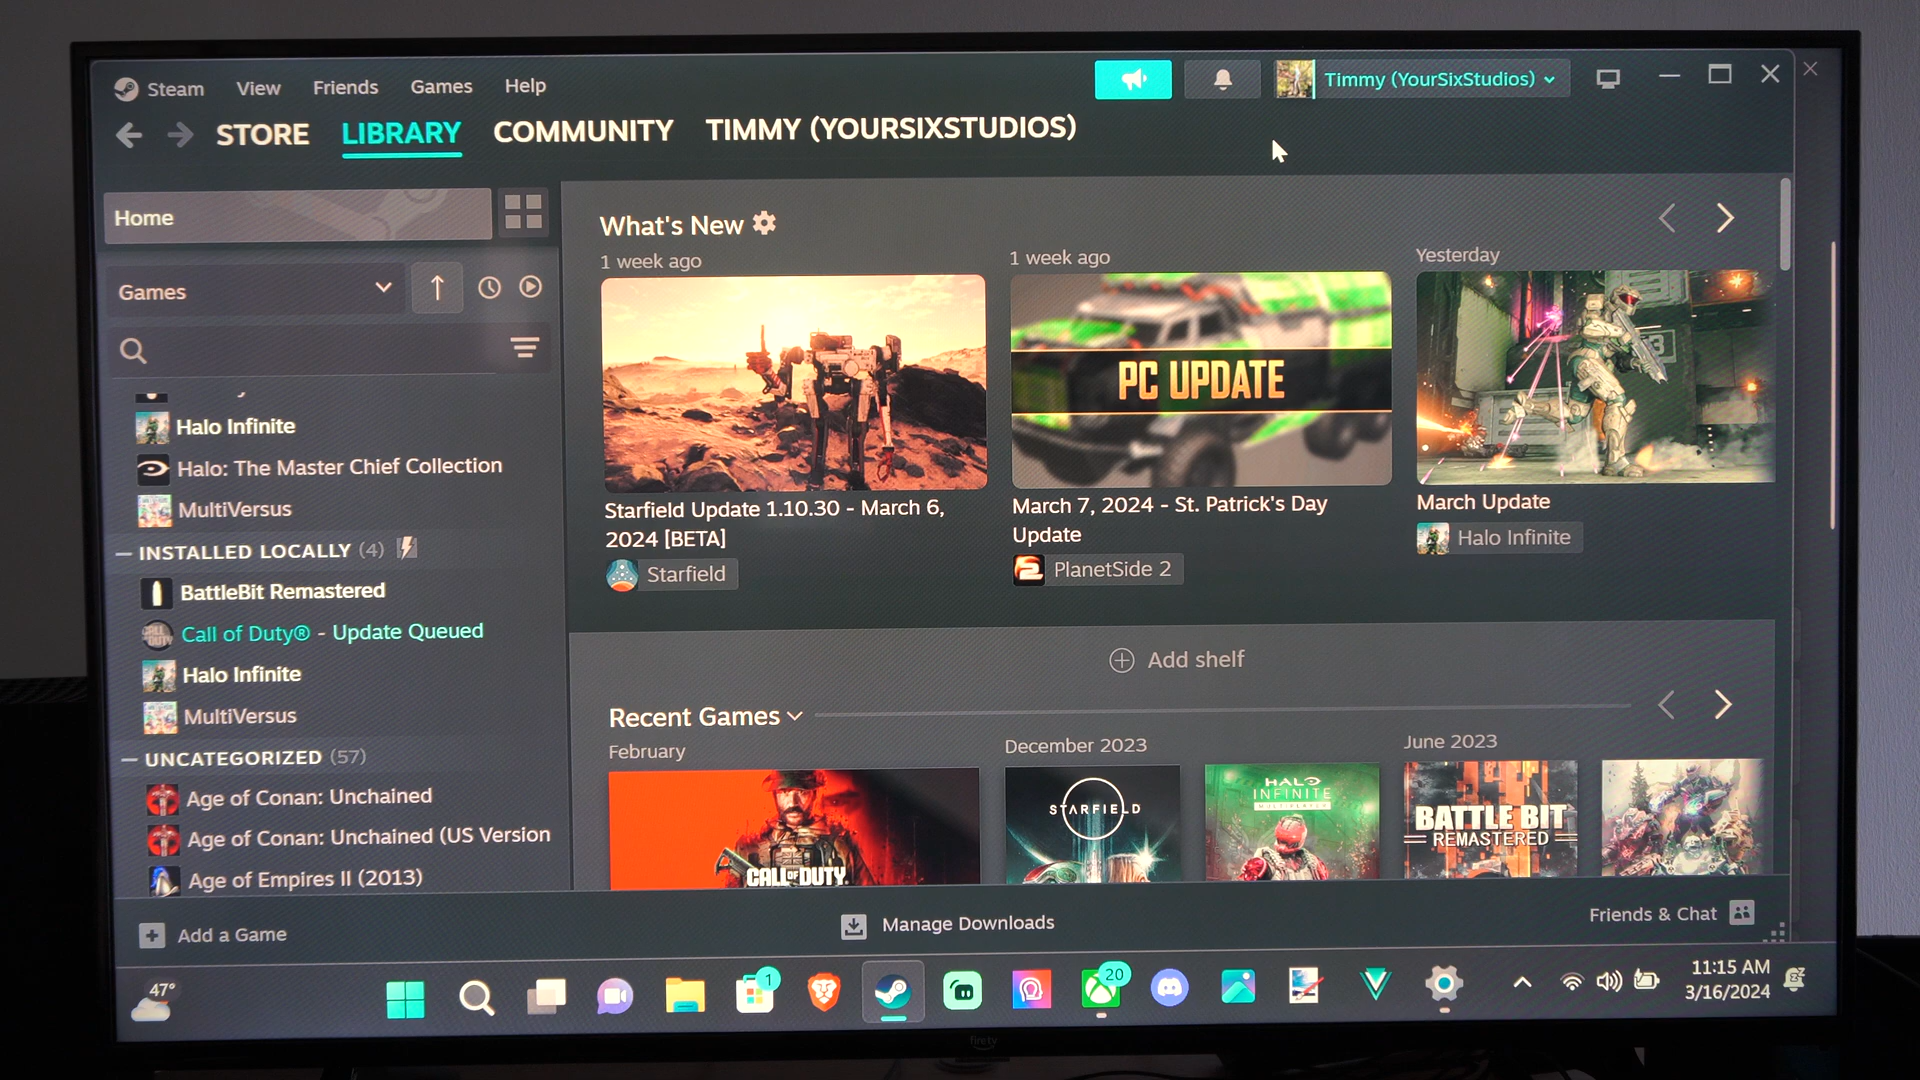 Steam View Friends Games Help
Timmy (YourSixStudios)
STORE LIBRARY COMMUNITY TIMMY (YOURSIXSTUDIOS)
Home
Games
Halo Infinite
Halo: The Master Chief Collection
MultiVersus
INSTALLED LOCALLY (4)
BattleBit Remastered
Call of Duty® - Update Queued
Halo Infinite
MultiVersus
UNCATEGORIZED (57)
Age of Conan: Unchained
Age of Conan: Unchained (US Version
Age of Empires II (2013)
What's New
1 week ago
Starfield Update 1.10.30 - March 6,
2024 [BETA]
Starfield
1 week ago
PC UPDATE
March 7, 2024 - St. Patrick's Day
Update
PlanetSide 2
Yesterday
3
March Update
Halo Infinite
Add shelf
Recent Games
February
CALL OF DUTY
December 2023
STARFIELD
HALO
INFINITE
MULTIPLAYER
June 2023
BATTLE BIT
REMASTERED
Add a Game
Manage Downloads
Friends & Chat
47°
1
20
11:15 AM
3/16/2024
firetv